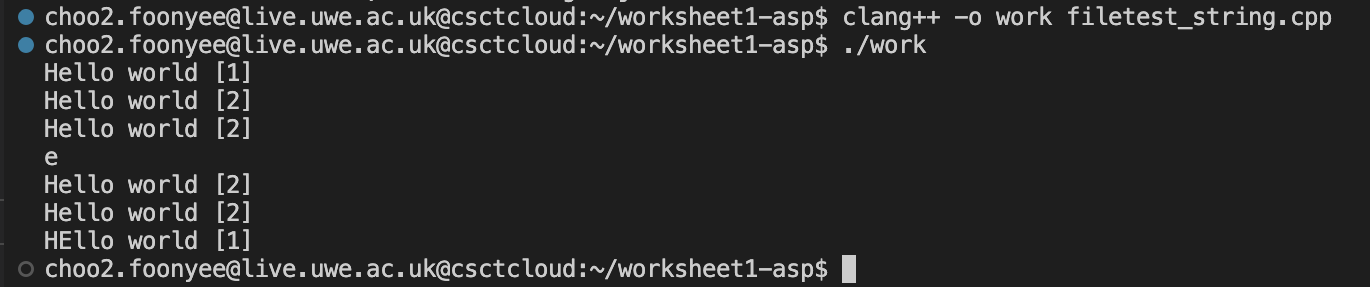 choo2.foonyee@live.uwe.ac.uk@csctcloud:~/worksheet1-asp$ clang++ -o work filetest_string.cpp
choo2.foonyee@live.uwe.ac.uk@csctcloud:~/worksheet1-asp$ ./work
Hello world [1]
Hello world [2]
Hello world [2]
e
Hello world [2]
Hello world [2]
HEllo world [1]
choo2.foonyee@live.uwe.ac.uk@csctcloud:~/worksheet1-asp$